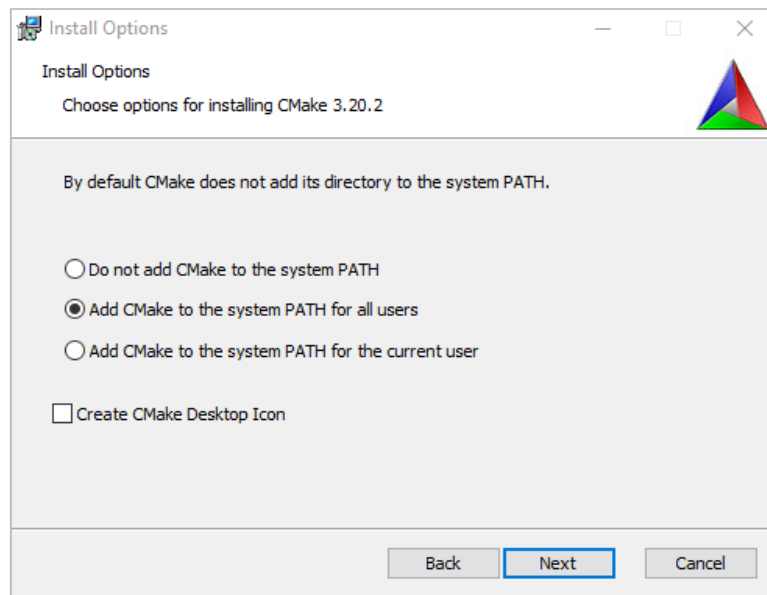 Install Options
Install Options
Choose options for installing CMake 3.20.2
By default CMake does not add its directory to the system PATH.
Do not add CMake to the system PATH
Add CMake to the system PATH for all users
Add CMake to the system PATH for the current user
Create CMake Desktop Icon
Back Next Cancel